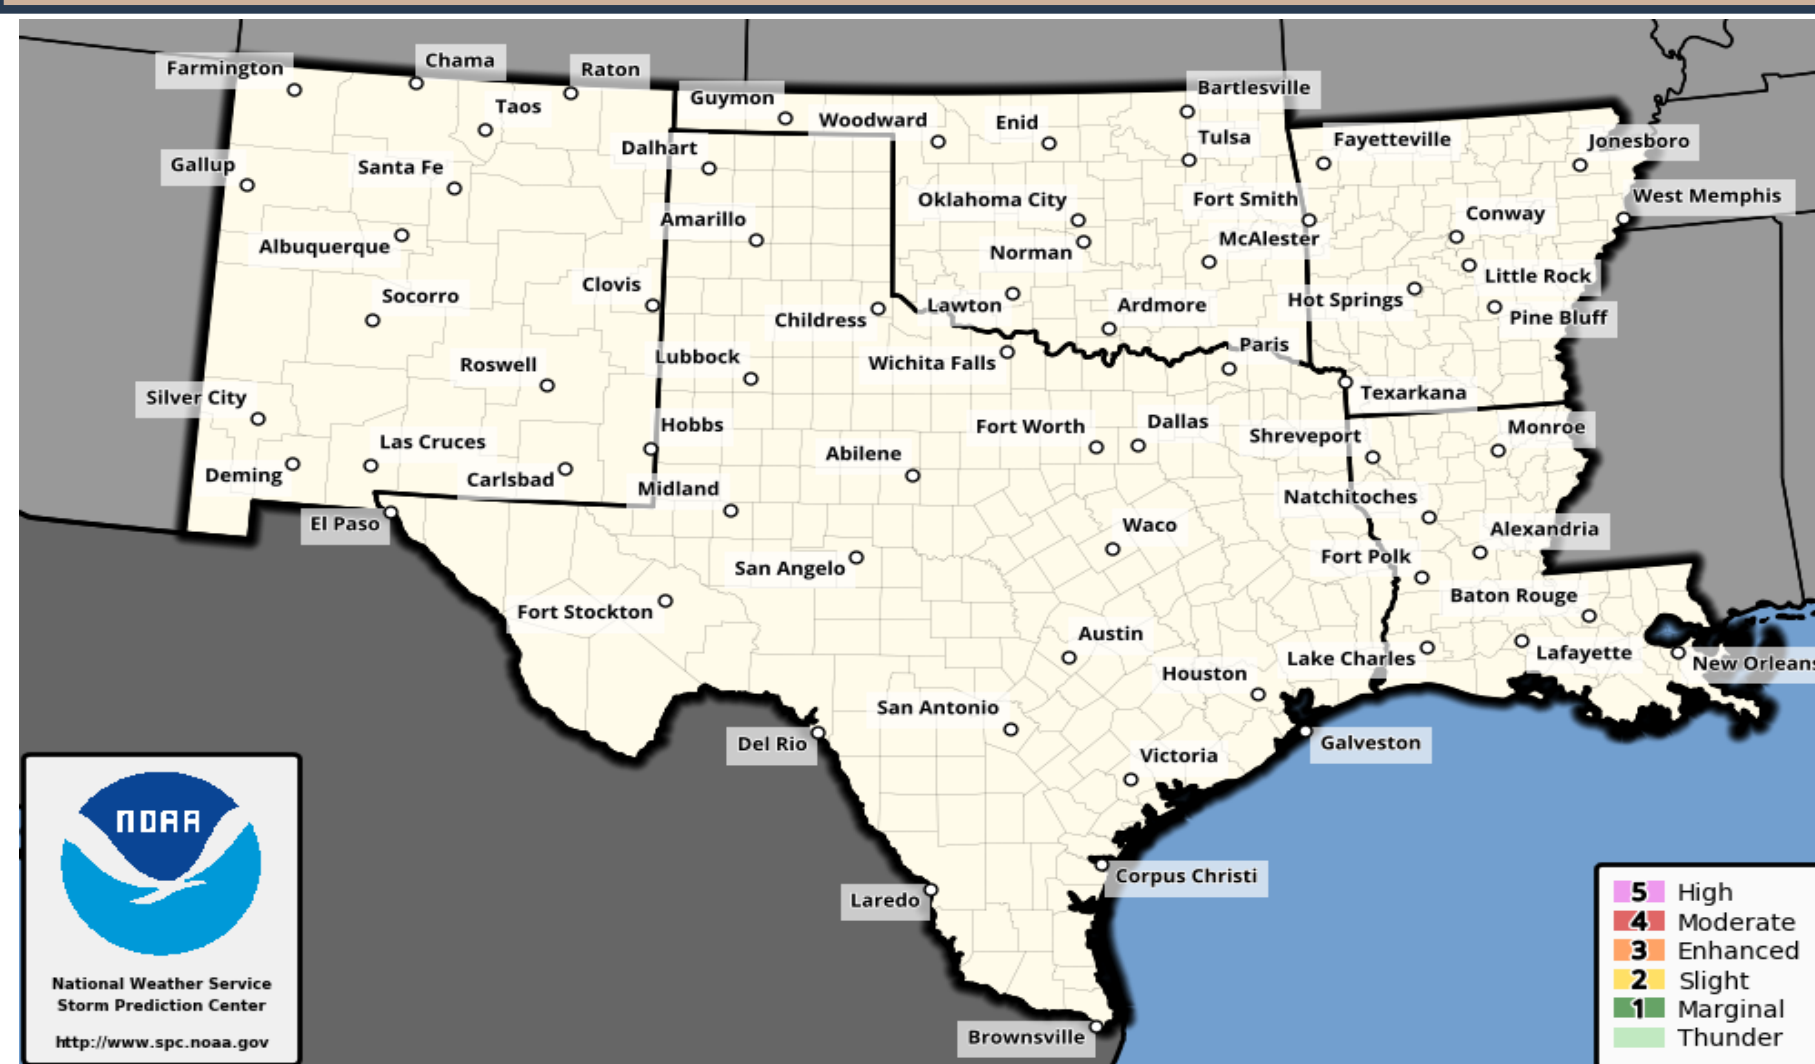 Farmington
Chama
Raton
Guymon
Bartlesville
Taos
Woodward
Enid
Tulsa
Fayetteville
Jonesboro
Dalhart
Gallup
Santa Fe
West Memphis
Oklahoma City
Fort Smith
Conway
Amarillo
Albuquerque
Norman
McAlester
Little Rock
Clovis
Socorro
Lawton
Ardmore
Hot Springs
Pine Bluff
Childress
Paris
Lubbock
Wichita Falls
Roswell
Texarkana
Silver City
Hobbs
Fort Worth
Dallas
Shreveport
Monroe
Las Cruces
Abilene
Deming
Carlsbad
Midland
Natchitoches
El Paso
Waco
Alexandria
San Angelo
Fort Polk
Baton Rouge
Fort Stockton
Austin
Lake Charles
Lafayette
New Orleans
Houston
San Antonio
Del Rio
Galveston
Victoria
Corpus Christi
Laredo
Brownsville
NOAA
National Weather Service
Storm Prediction Center
http://www.spc.noaa.gov
5 High
4 Moderate
3 Enhanced
2 Slight
1 Marginal
Thunder